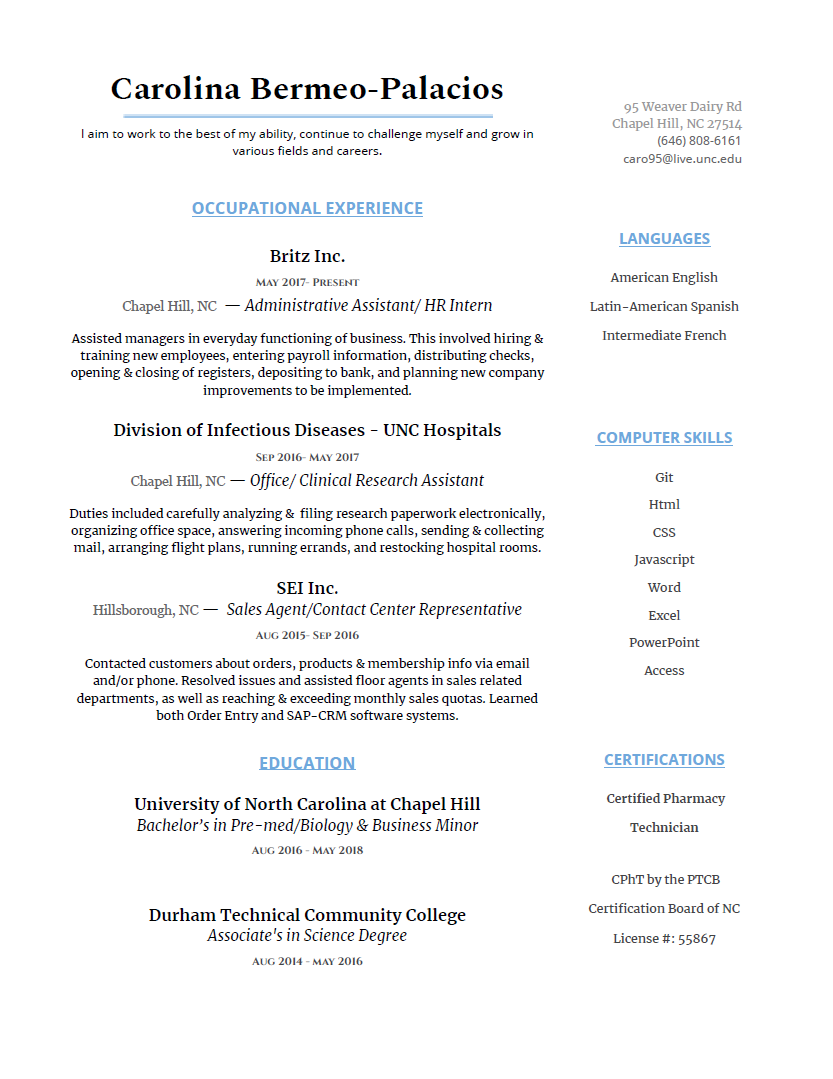 Carolina Bermeo-Palacios
I aim to work to the best of my ability, continue to challenge myself and grow in
various fields and careers.
95 Weaver Dairy Rd
Chapel Hill, NC 27514
(646) 808-6161
caro95@live.unc.edu
OCCUPATIONAL EXPERIENCE
Britz Inc.
May 2017- Present
Chapel Hill, NC — Administrative Assistant/ HR Intern
Assisted managers in everyday functioning of business. This involved hiring &
training new employees, entering payroll information, distributing checks,
opening & closing of registers, depositing to bank, and planning new company
improvements to be implemented.
Division of Infectious Diseases - UNC Hospitals
Sep 2016- May 2017
Chapel Hill, NC — Office/ Clinical Research Assistant
Duties included carefully analyzing & filing research paperwork electronically,
organizing office space, answering incoming phone calls, sending & collecting
mail, arranging flight plans, running errands, and restocking hospital rooms.
SEI Inc.
Hillsborough, NC — Sales Agent/Contact Center Representative
Aug 2015- Sep 2016
Contacted customers about orders, products & membership info via email
and/or phone. Resolved issues and assisted floor agents in sales related
departments, as well as reaching & exceeding monthly sales quotas. Learned
both Order Entry and SAP-CRM software systems.
EDUCATION
University of North Carolina at Chapel Hill
Bachelor’s in Pre-med/Biology & Business Minor
Aug 2016 - May 2018
Durham Technical Community College
Associate's in Science Degree
Aug 2014 - may 2016
LANGUAGES
American English
Latin-American Spanish
Intermediate French
COMPUTER SKILLS
Git
Html
CSS
Javascript
Word
Excel
PowerPoint
Access
CERTIFICATIONS
Certified Pharmacy
Technician
CPhT by the PTCB
Certification Board of NC
License #: 55867